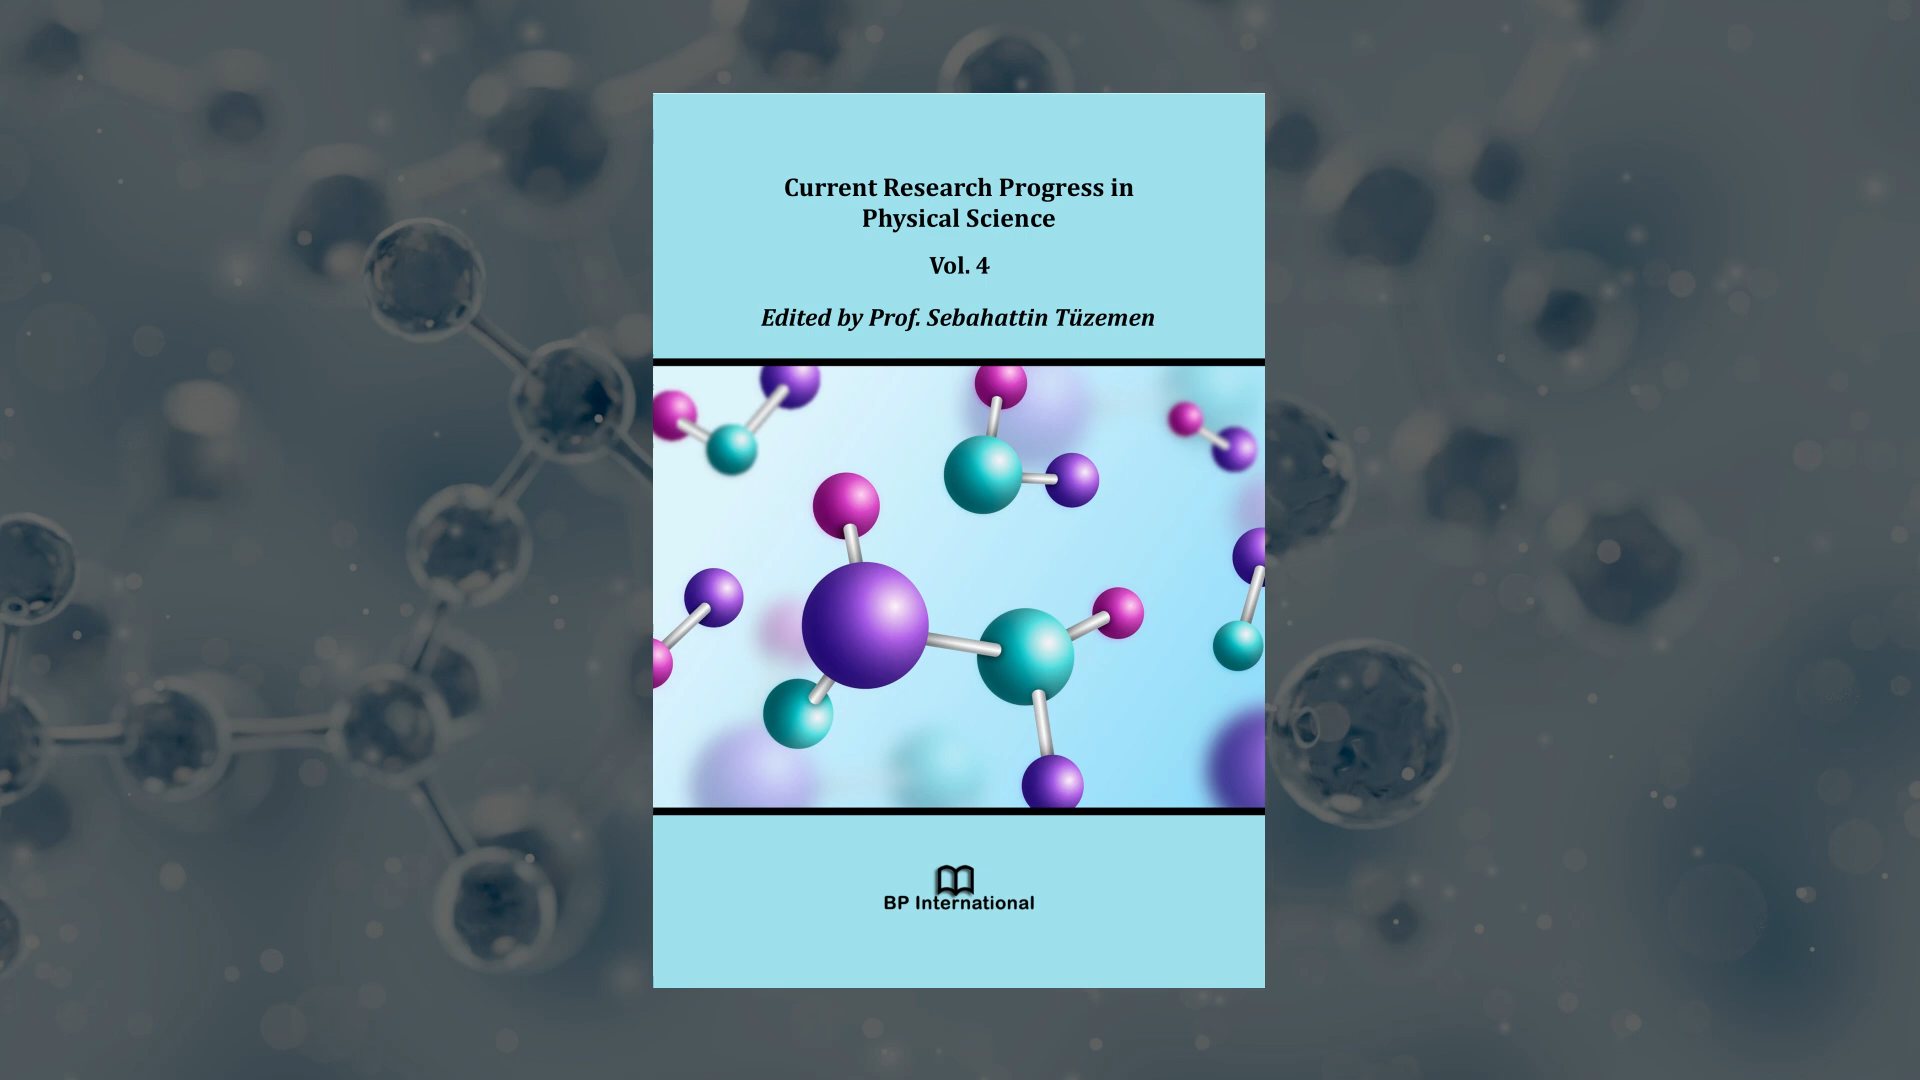 Current Research Progress in
Physical Science
Vol. 4
Edited by Prof. Sebahattin Tüzemen
BP International